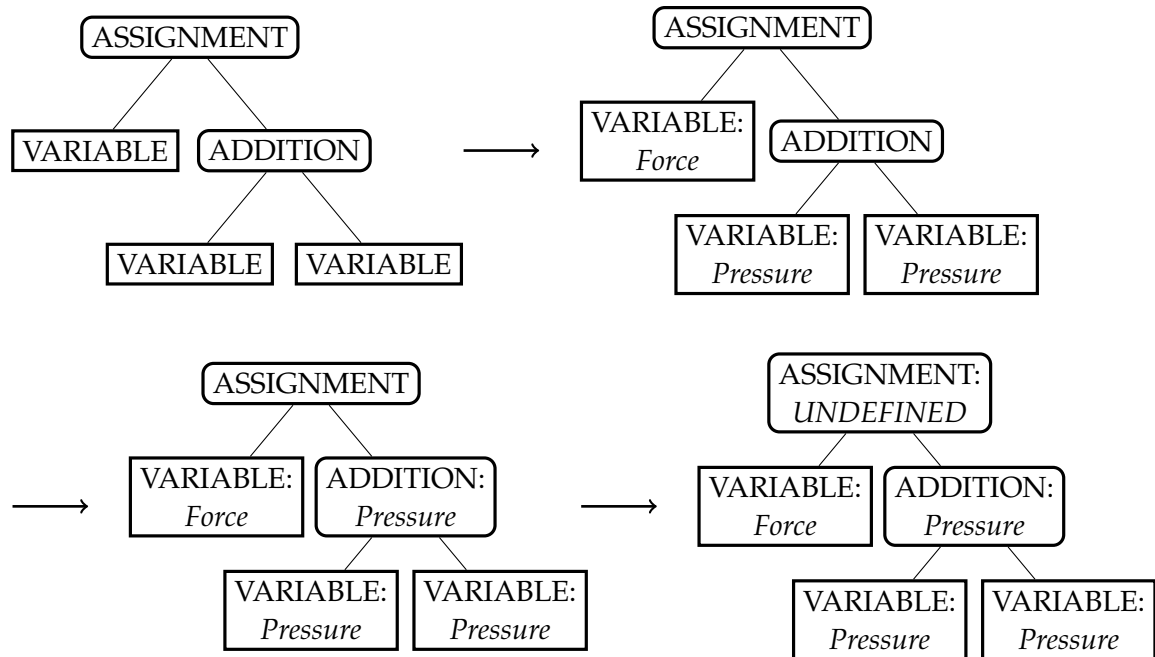 ASSIGNMENT
VARIABLE
ADDITION
VARIABLE
VARIABLE
ASSIGNMENT
VARIABLE:
Force
ADDITION
VARIABLE:
Pressure
VARIABLE:
Pressure
ASSIGNMENT
VARIABLE:
Force
ADDITION:
Pressure
VARIABLE:
Pressure
VARIABLE:
Pressure
ASSIGNMENT:
UNDEFINED
VARIABLE:
Force
ADDITION:
Pressure
VARIABLE:
Pressure
VARIABLE:
Pressure